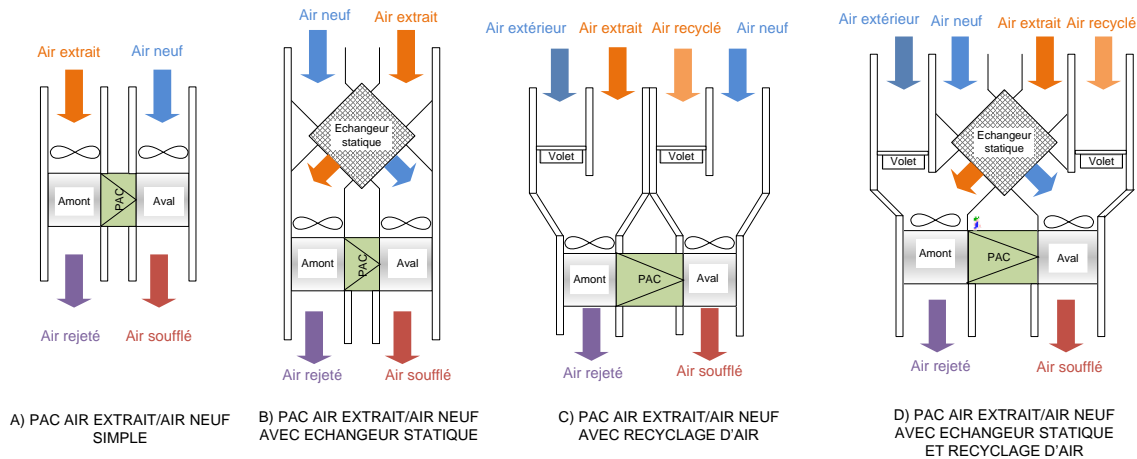 Air extrait
Air neuf
PAC
Amont
Aval
Air rejeté
Air soufflé
A) PAC AIR EXTRAIT/AIR NEUF
SIMPLE
Air neuf
Air extrait
Echangeur
statique
PAC
Amont
Aval
Air rejeté
Air soufflé
B) PAC AIR EXTRAIT/AIR NEUF
AVEC ECHANGEUR STATIQUE
Air extérieur
Air extrait
Air recyclé
Air neuf
Volet
Volet
Amont
PAC
Aval
Air rejeté
Air soufflé
C) PAC AIR EXTRAIT/AIR NEUF
AVEC RECYCLAGE D'AIR
Air extérieur
Air neuf
Air extrait
Air recyclé
Echangeur
statique
Volet
Volet
Amont
PAC
Aval
Air rejeté
Air soufflé
D) PAC AIR EXTRAIT/AIR NEUF
AVEC ECHANGEUR STATIQUE
ET RECYCLAGE D'AIR